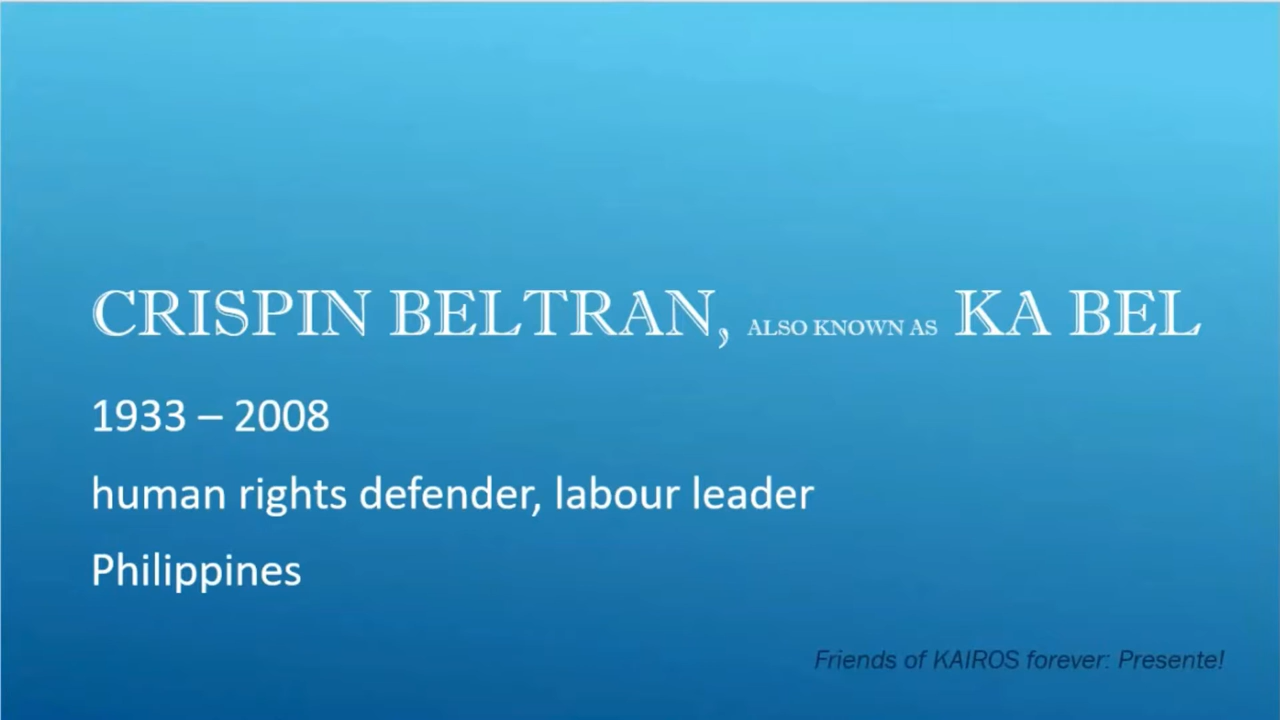 CRISPIN BELTRAN, ALSO KNOWN AS KA BEL
1933 – 2008
human rights defender, labour leader
Philippines
Friends of KAIROS forever: Presente!